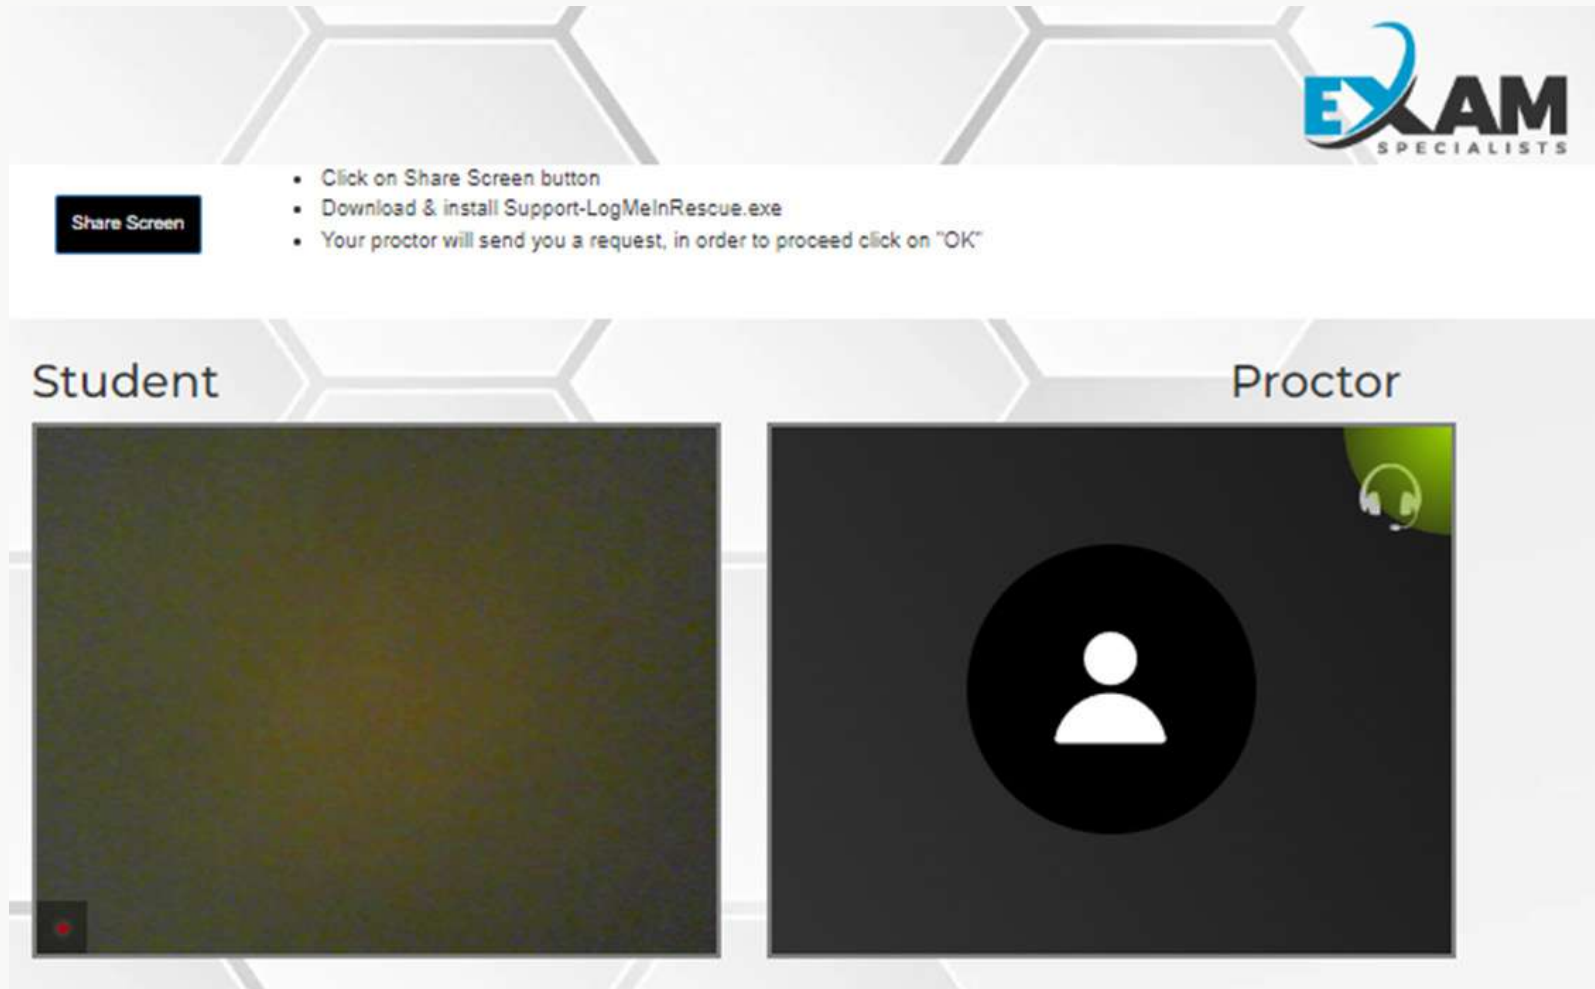 EXAM
SPECIALISTS
Share Screen
Click on Share Screen button
Download & install Support-LogMeInRescue.exe
Your proctor will send you a request, in order to proceed click on "OK"
Student
Proctor